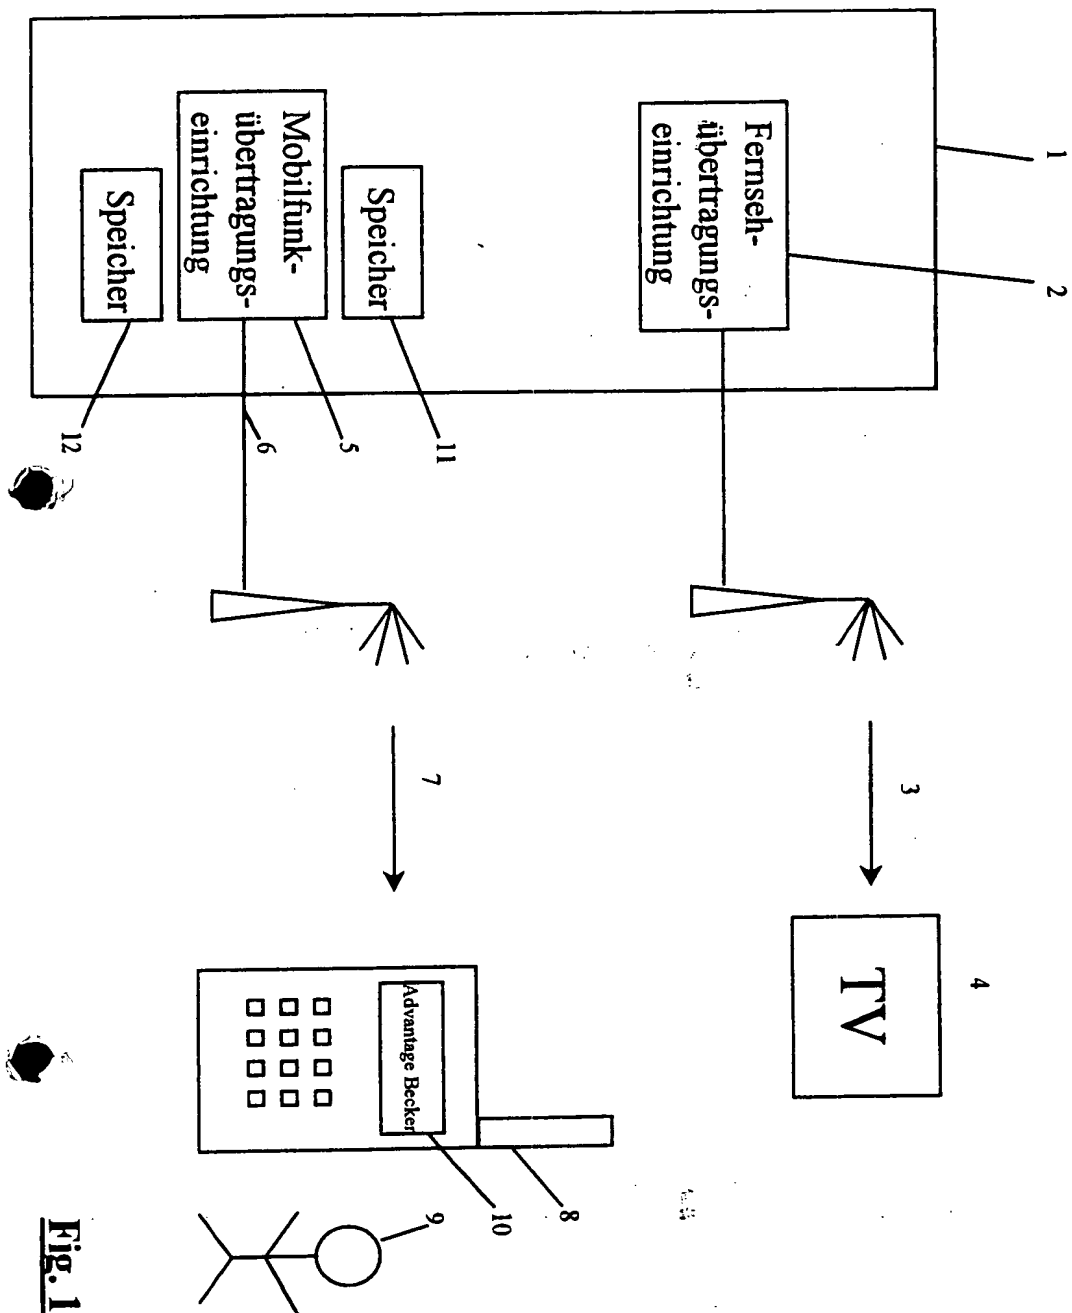 1
2
Fernseh-
übertragungs-
einrichtung
3
4
TV
Speicher
11
Mobilfunk-
übertragungs-
einrichtung
5
6
Speicher
12
7
Advantage Becker
8
10
9
Fig. 1